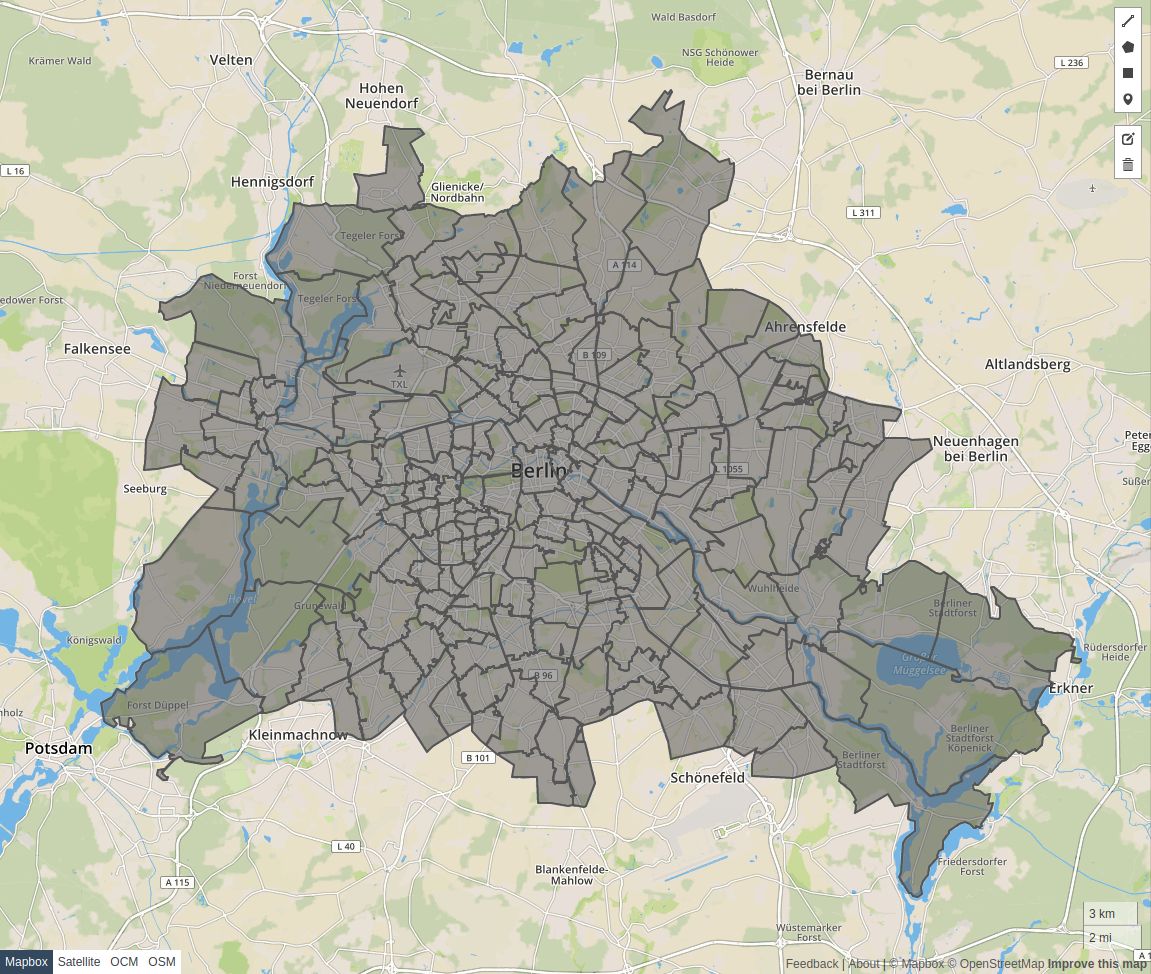 Wald Basdorf
NSG Schönower
Heide
Krämer Wald
Velten
L 236
Bernau
bei Berlin
Hohen
Neuendorf
L 16
Hennigsdorf
Glienicke/
Nordbahn
L 311
Tegeler Forst
A 114
Forst
Niederneuendorf
Tegeler Forst
edower Forst
Ahrensfelde
Falkensee
B 109
Altlandsberg
TXL
Neuenhagen
bei Berlin
Peter
Egge
Berlin
L 1055
Süßer
Seeburg
Wuhlheide
Havel
Grunewald
Berliner
Stadtforst
Königswald
Großer
Müggelsee
Rüdersdorfer
Heide
B 96
Erkner
Forst Düppel
nholz
Kleinmachnow
Berliner
Stadtforst
Köpenick
Potsdam
B 101
Berliner
Stadtforst
Schönefeld
L 40
Blankenfelde-
Mahlow
Friedersdorfer
Forst
A 115
3 km
Wüstemarker
Forst
2 mi
A 1
Mapbox Satellite OCM OSM
Feedback | About | © Mapbox © OpenStreetMap Improve this map